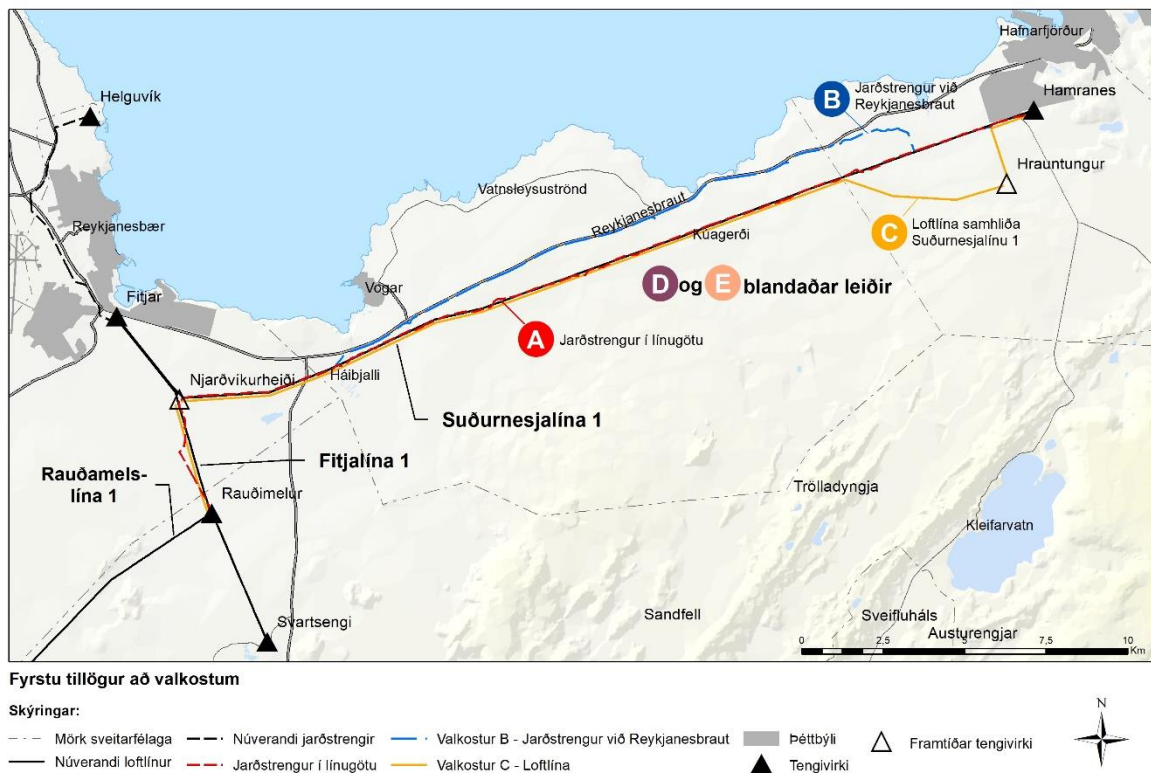 Hafnarfjörður
Helguvík
B
Jarðstrengur við
Reykjanesbraut
Hamranes
Hrauntungur
Vatnsleysuströnd
Reykjanesbraut
Reykjanesbær
C
Loftlína samhliða
Suðurnesjalínu 1
Kúagerði
Vogar
D og E blandaðar leiðir
Fitjar
A
Jarðstrengur í línugötu
Njarðvíkurheiði
Háibjalli
Suðurnesjalína 1
Fitjalína 1
Rauðamels-
lína 1
Rauðimelur
Trölladyngja
Kleifarvatn
Svartsengi
Sandfell
Sveifluháls
Austurengjar
0 2,5 5 7,5 10
Km
Fyrstu tillögur að valkostum
Skýringar:
Mörk sveitarfélaga
Núverandi jarðstrengir
Valkostur B - Jarðstrengur við Reykjanesbraut
Þéttbýli
Framtíðar tengivirki
N
Núverandi loftlínur
Jarðstrengur í línugötu
Valkostur C - Loftlína
Tengivirki